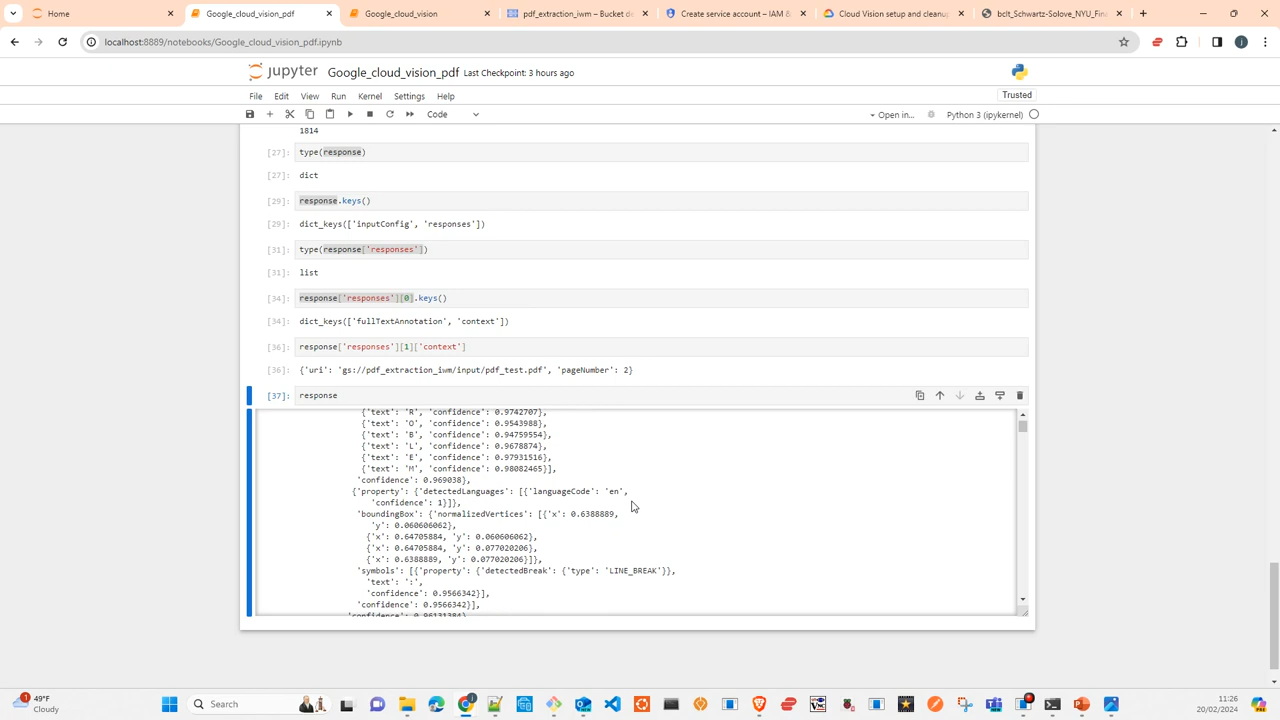 Home
Google_cloud_vision_pdf
Google_cloud_vision
pdf_extraction_iwm – Bucket de
Create service account – IAM &
Cloud Vision setup and cleanup
bclt_Schwartz-Solove_NYU_Fina
localhost:8889/notebooks/Google_cloud_vision_pdf.ipynb
jupyter Google_cloud_vision_pdf Last Checkpoint: 3 hours ago
File Edit View Run Kernel Settings Help
Trusted
Code
Open in...
Python 3 (ipykernel)
1814
[27]: type(response)
[27]: dict
[29]: response.keys()
[29]: dict_keys(['inputConfig', 'responses'])
[31]: type(response['responses'])
[31]: list
[34]: response['responses'][0].keys()
[34]: dict_keys(['fullTextAnnotation', 'context'])
[36]: response['responses'][1]['context']
[36]: {'uri': 'gs://pdf_extraction_iwm/input/pdf_test.pdf', 'pageNumber': 2}
[37]: response
{'text': 'R', 'confidence': 0.9742707},
{'text': 'O', 'confidence': 0.9543988},
{'text': 'B', 'confidence': 0.94759554},
{'text': 'L', 'confidence': 0.9678874},
{'text': 'E', 'confidence': 0.97931516},
{'text': 'M', 'confidence': 0.98082465}],
'confidence': 0.969038},
{'property': {'detectedLanguages': [{'languageCode': 'en',
'confidence': 1}]},
'boundingBox': {'normalizedVertices': [{'x': 0.6388889,
'y': 0.060606062},
{'x': 0.64705884, 'y': 0.060606062},
{'x': 0.64705884, 'y': 0.077020206},
{'x': 0.6388889, 'y': 0.077020206}]},
'symbols': [{'property': {'detectedBreak': {'type': 'LINE_BREAK'}},
'text': ':',
'confidence': 0.9566342}],
'confidence': 0.9566342}],
'confidence': 0.96131384}
49°F
Cloudy
Search
11:26
20/02/2024